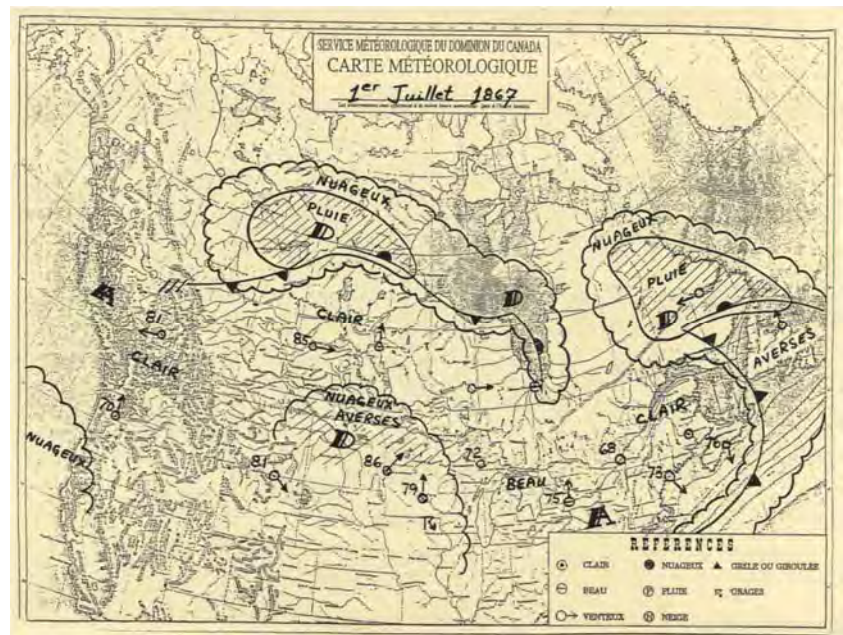 SERVICE MÉTÉOROLOGIQUE DU DOMINION DU CANADA
CARTE MÉTÉOROLOGIQUE
1er Juillet 1867
NUAGEUX
PLUIE
D
NUAGEUX
PLUIE
D
D
A
81
CLAIR
CLAIR
85
AVERSES
70
NUAGEUX
NUAGEUX
AVERSES
D
CLAIR
81
86
72
68
73
76
79
BEAU
75
A
RÉFÉRENCES
CLAIR
NUAGEUX
GRÊLE OU GIBOULÉE
BEAU
P PLUIE
ORAGES
VENTEUX
N NEIGE